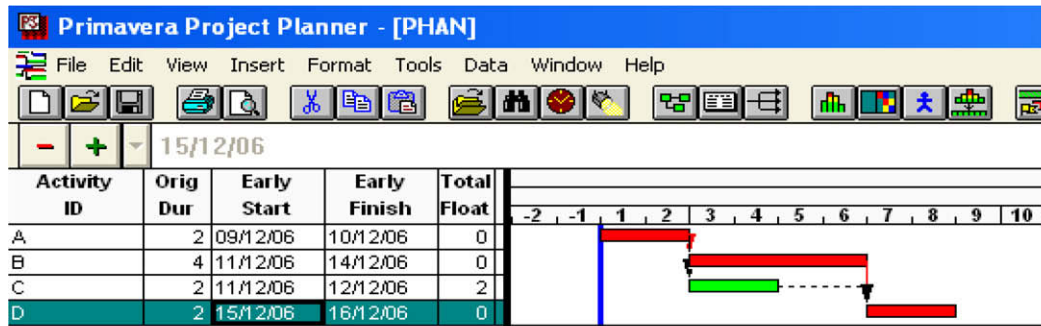 Primavera Project Planner - [PHAN]
File Edit View Insert Format Tools Data Window Help
15/12/06
Activity ID Orig Dur Early Start Early Finish Total Float
-2 -1 1 2 3 4 5 6 7 8 9 10
A 2 09/12/06 10/12/06 0
B 4 11/12/06 14/12/06 0
C 2 11/12/06 12/12/06 2
D 2 15/12/06 16/12/06 0